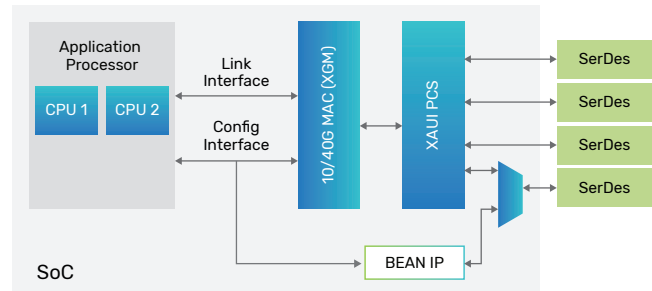 Application
Processor
CPU 1
CPU 2
Link
Interface
Config
Interface
10/40G MAC (XGM)
XAUI PCS
SerDes
SerDes
SerDes
SerDes
BEAN IP
SoC